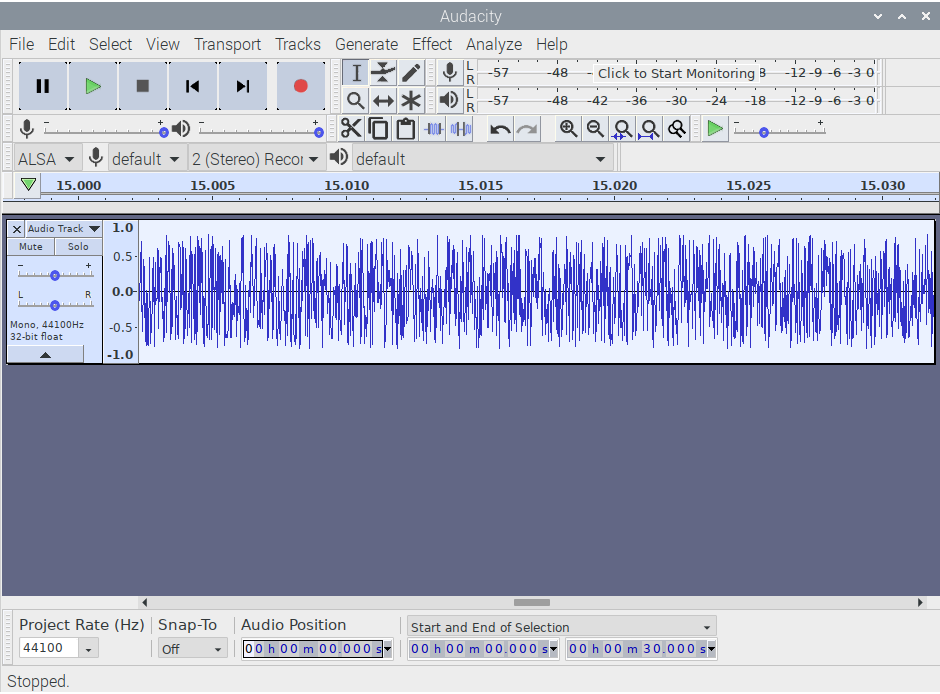 Audacity
File Edit Select View Transport Tracks Generate Effect Analyze Help
L R -57 -48 Click to Start Monitoring -12 -9 -6 -3 0
L R -57 -48 -42 -36 -30 -24 -18 -12 -9 -6 -3 0
- + - + - +
ALSA default 2 (Stereo) Recor default
15.000 15.005 15.010 15.015 15.020 15.025 15.030
Audio Track 1.0
Mute Solo 0.5
- +
L R 0.0
Mono, 44100Hz -0.5
32-bit float
-1.0
Project Rate (Hz) Snap-To Audio Position Start and End of Selection
44100 Off 00 h 00 m 00.000 s 00 h 00 m 00.000 s 00 h 00 m 30.000 s
Stopped.